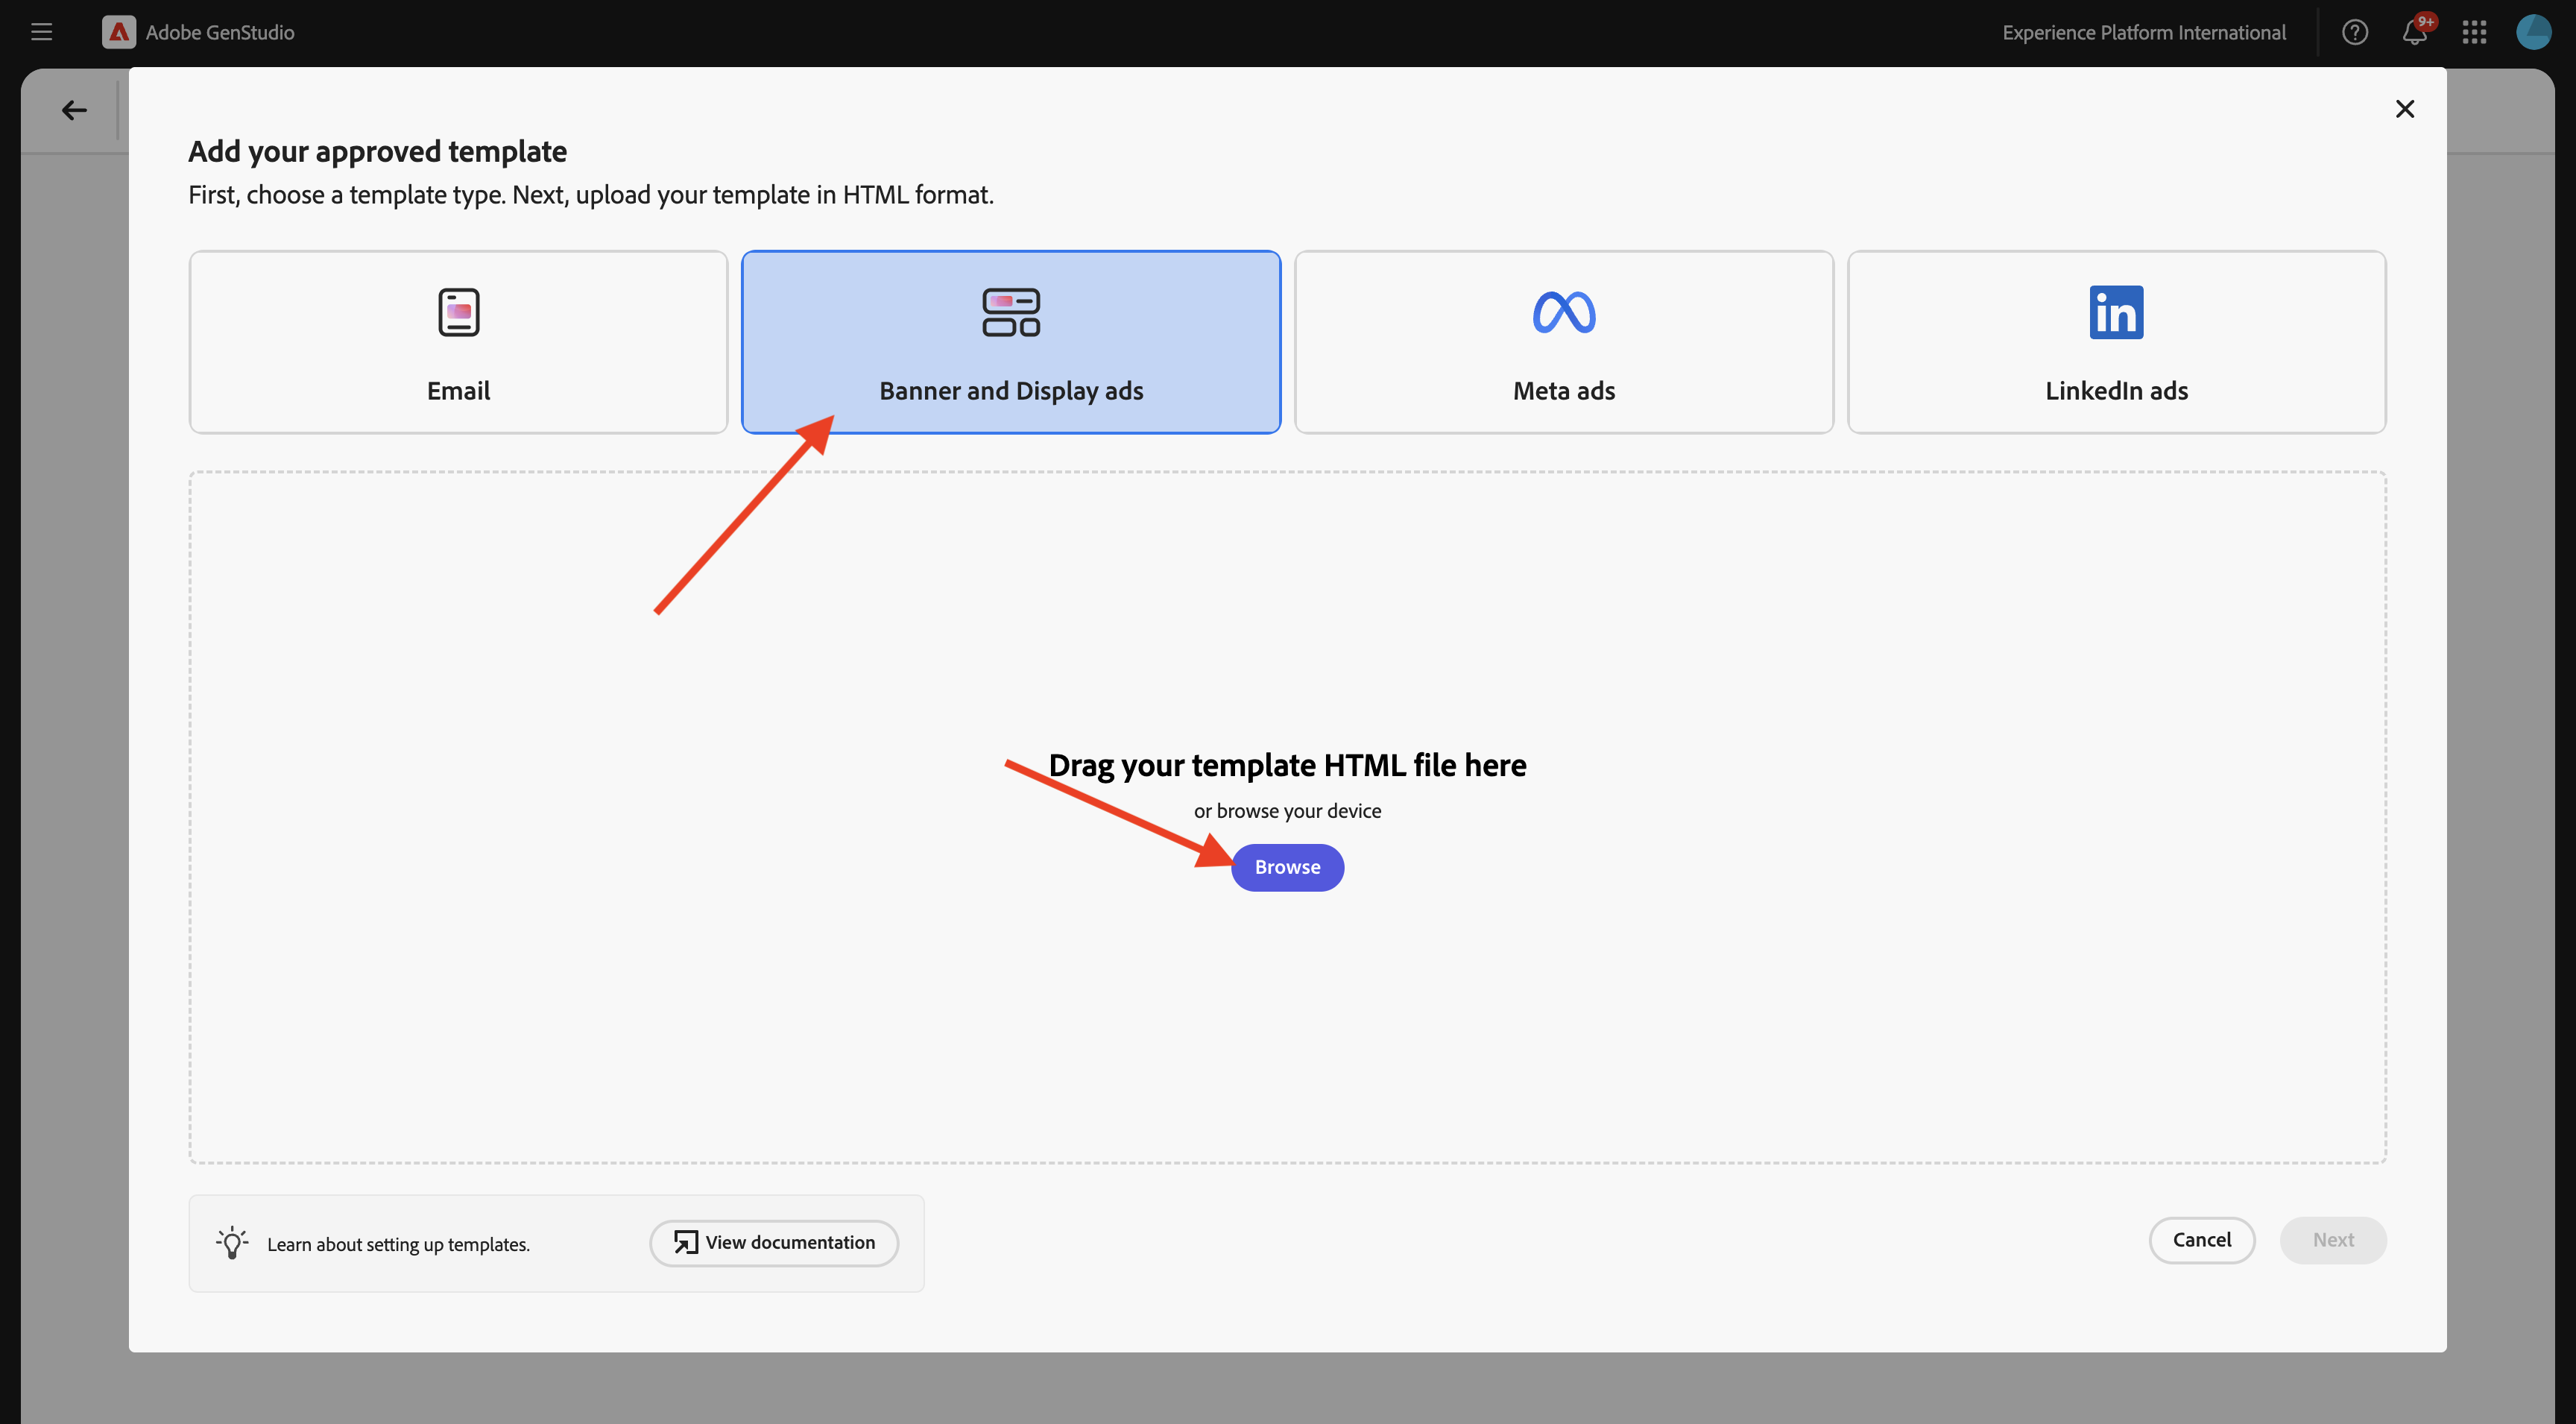 Adobe GenStudio
Experience Platform International
9+
Add your approved template
First, choose a template type. Next, upload your template in HTML format.
Email
Banner and Display ads
Meta ads
in
LinkedIn ads
Drag your template HTML file here
or browse your device
Browse
Learn about setting up templates.
View documentation
Cancel
Next